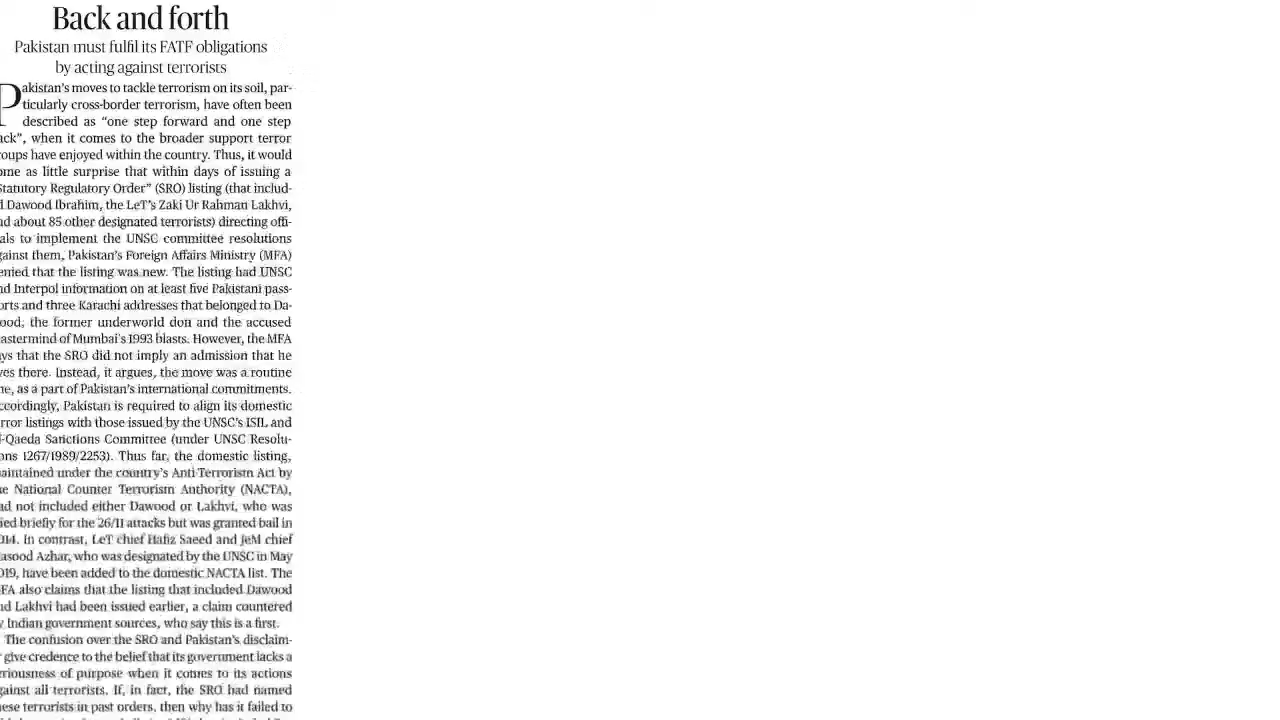 Back and forth
Pakistan must fulfil its FATF obligations
by acting against terrorists
Pakistan's moves to tackle terrorism on its soil, par-
ticularly cross-border terrorism, have often been
described as “one step forward and one step
ack”, when it comes to the broader support terror
roups have enjoyed within the country. Thus, it would
ome as little surprise that within days of issuing a
Statutory Regulatory Order” (SRO) listing (that includ-
d Dawood Ibrahim, the LeT's Zaki Ur Rahman Lakhvi,
nd about 85 other designated terrorists) directing offi-
als to implement the UNSC committee resolutions
gainst them, Pakistan's Foreign Affairs Ministry (MFA)
enied that the listing was new. The listing had UNSC
nd Interpol information on at least five Pakistani pass-
orts and three Karachi addresses that belonged to Da-
ood, the former underworld don and the accused
astermind of Mumbai's 1993 blasts. However, the MFA
ys that the SRO did not imply an admission that he
ves there. Instead, it argues, the move was a routine
ne, as a part of Pakistan's international commitments.
ccordingly, Pakistan is required to align its domestic
rror listings with those issued by the UNSC's ISIL and
l-Qaeda Sanctions Committee (under UNSC Resolu-
ons 1267/1989/2253). Thus far, the domestic listing,
aintained under the country's Anti-Terrorism Act by
e National Counter Terrorism Authority (NACTA),
ad not included either Dawood or Lakhvi, who was
ied briefly for the 26/11 attacks but was granted bail in
014. In contrast, LeT chief Hafiz Saeed and JeM chief
asood Azhar, who was designated by the UNSC in May
019, have been added to the domestic NACTA list. The
FA also claims that the listing that included Dawood
nd Lakhvi had been issued earlier, a claim countered
y Indian government sources, who say this is a first.
The confusion over the SRO and Pakistan's disclaim-
r give credence to the belief that its government lacks a
eriousness of purpose when it comes to its actions
gainst all terrorists. If, in fact, the SRO had named
hese terrorists in past orders, then why has it failed to